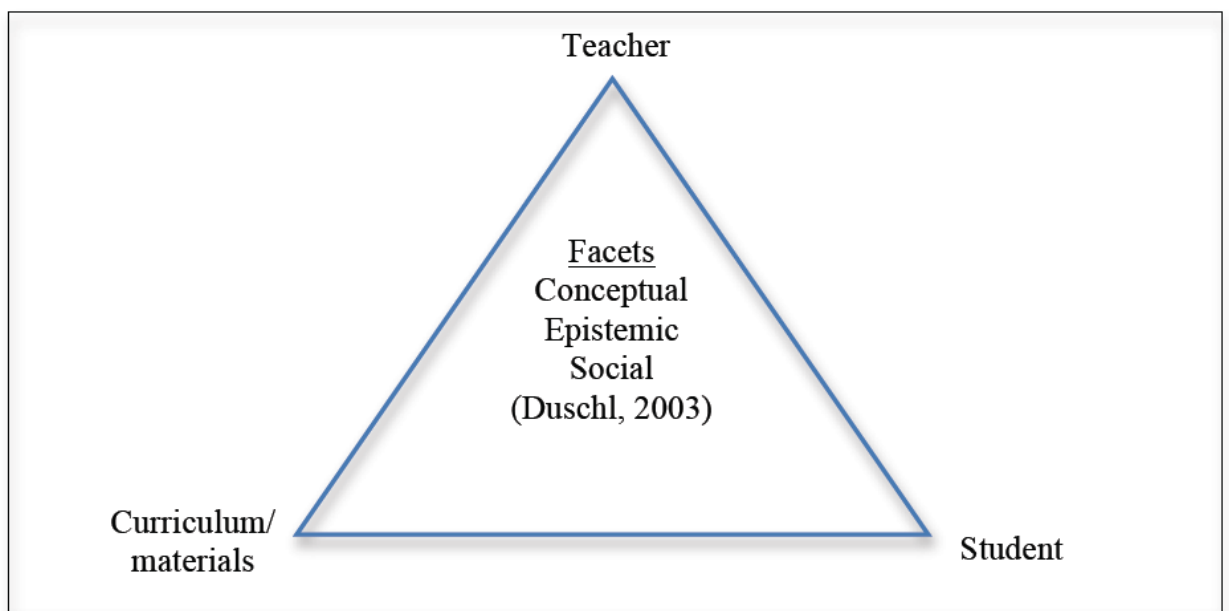 Teacher
Facets
Conceptual
Epistemic
Social
(Duschl, 2003)
Curriculum/
materials
Student